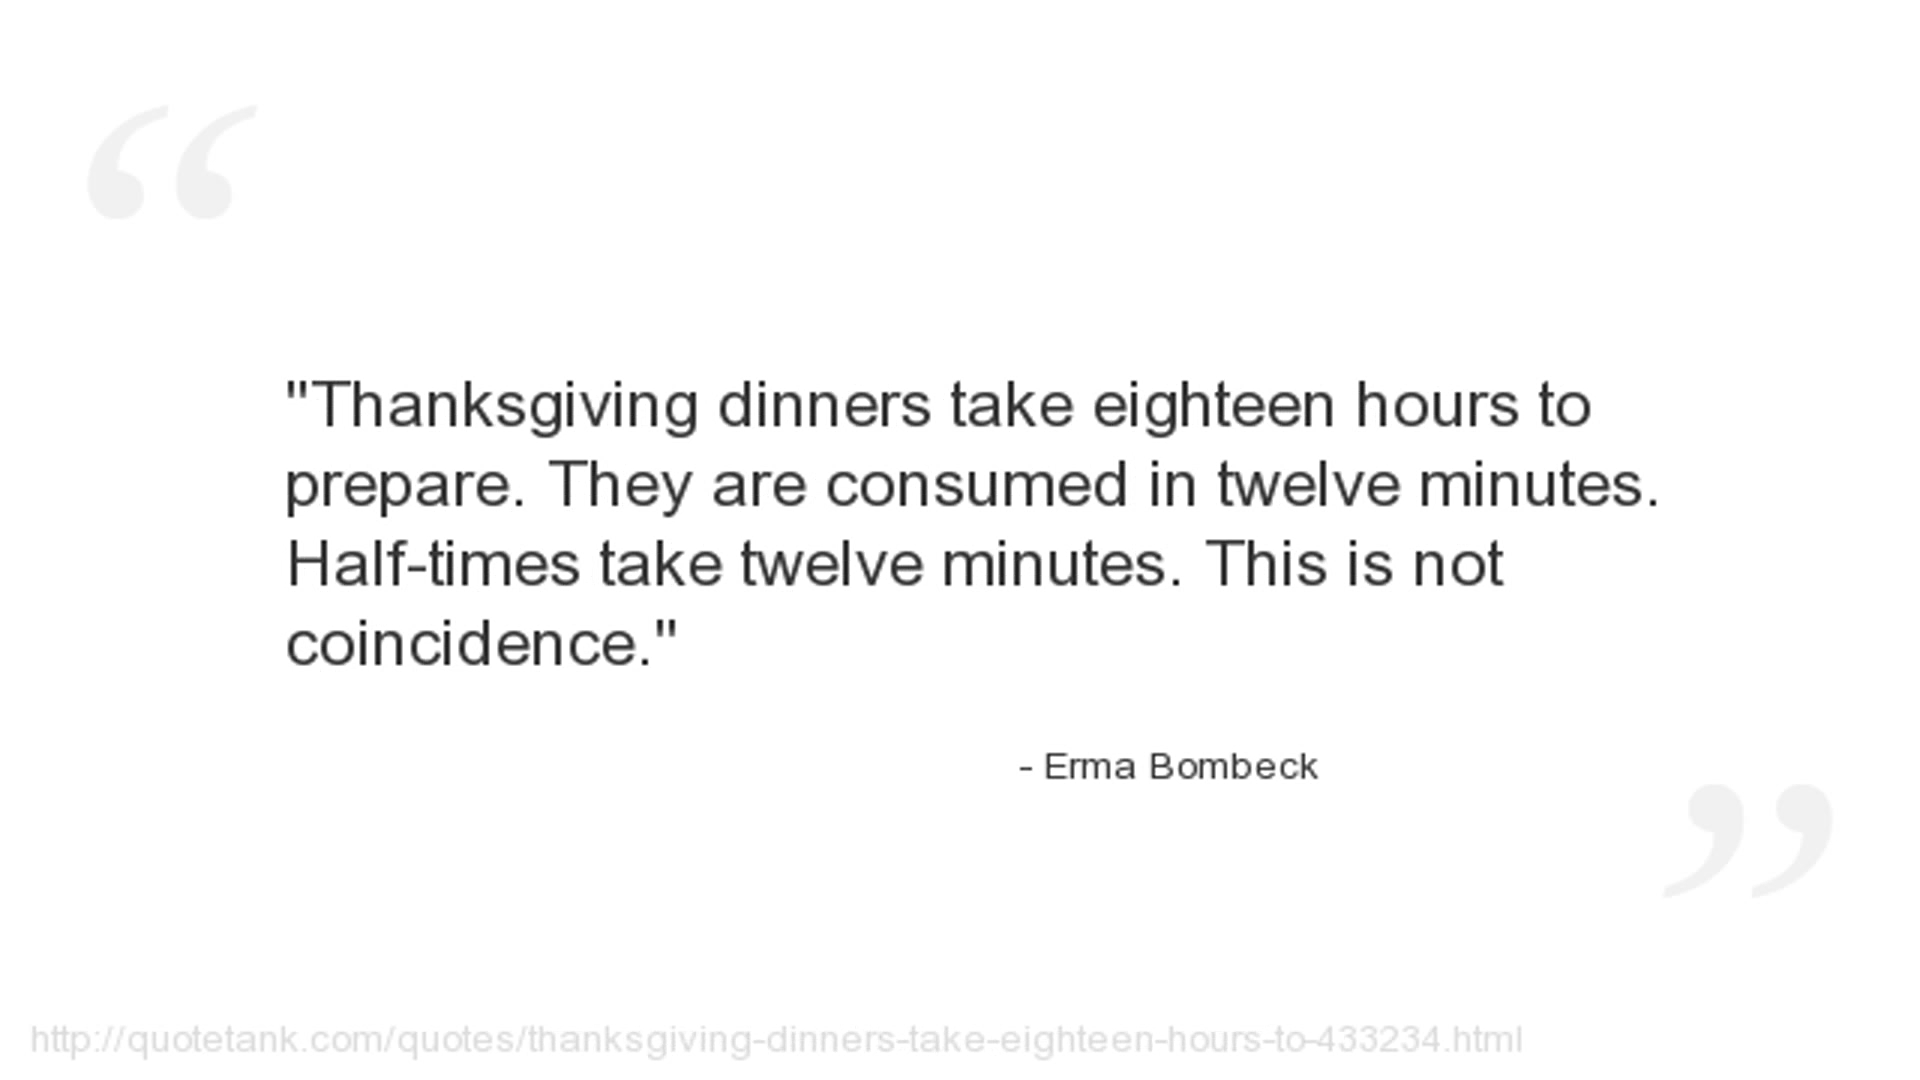 "Thanksgiving dinners take eighteen hours to
prepare. They are consumed in twelve minutes.
Half-times take twelve minutes. This is not
coincidence."
- Erma Bombeck
http://quotetank.com/quotes/thanksgiving-dinners-take-eighteen-hours-to-433234.html